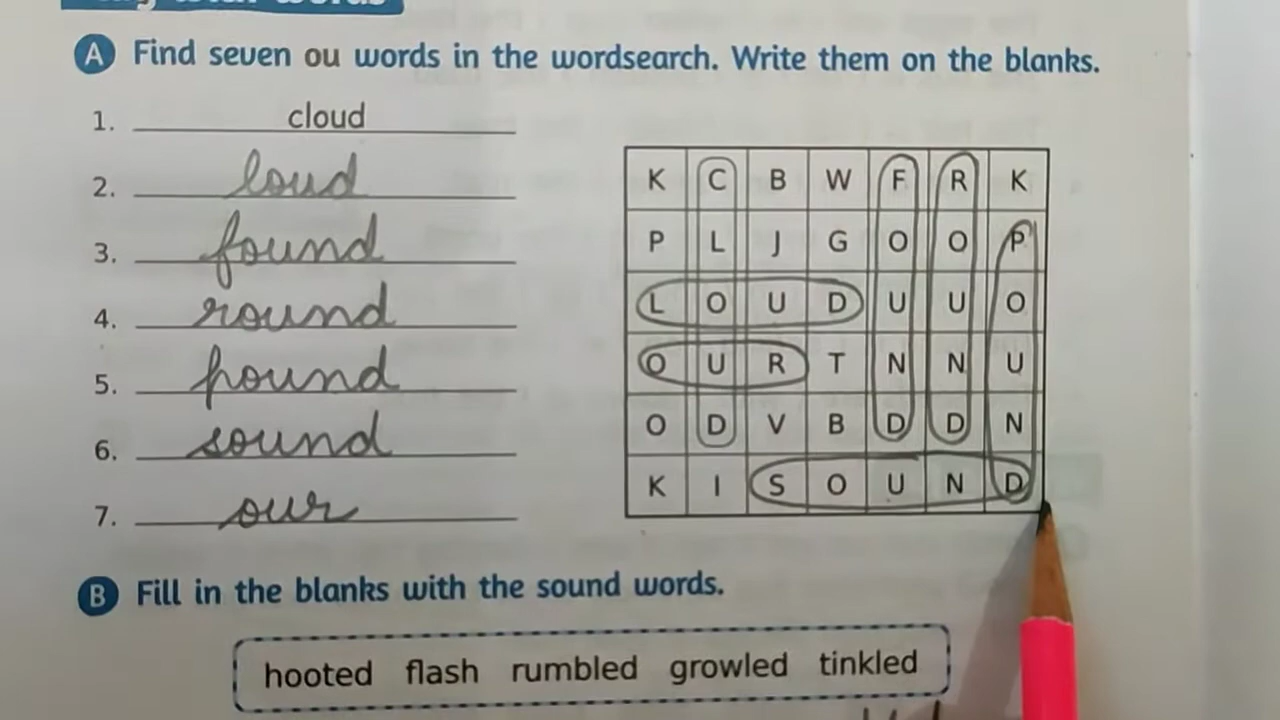 with words
A Find seven ou words in the wordsearch. Write them on the blanks.
1. cloud
2. loud
3. found
4. round
5. pound
6. sound
7. our
K C B W F R K
P L J G O O P
L O U D U U O
O U R T N N U
O D V B D D N
K I S O U N D
B Fill in the blanks with the sound words.
hooted flash rumbled growled tinkled